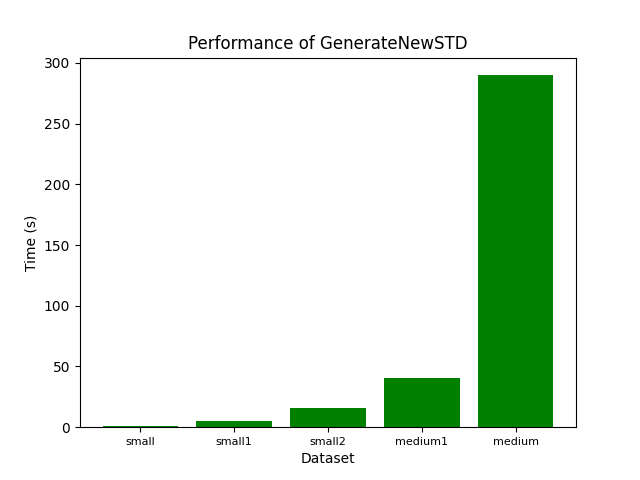 Performance of GenerateNewSTD
300
250
200
150
100
50
0
Time (s)
small small1 small2 medium1 medium
Dataset